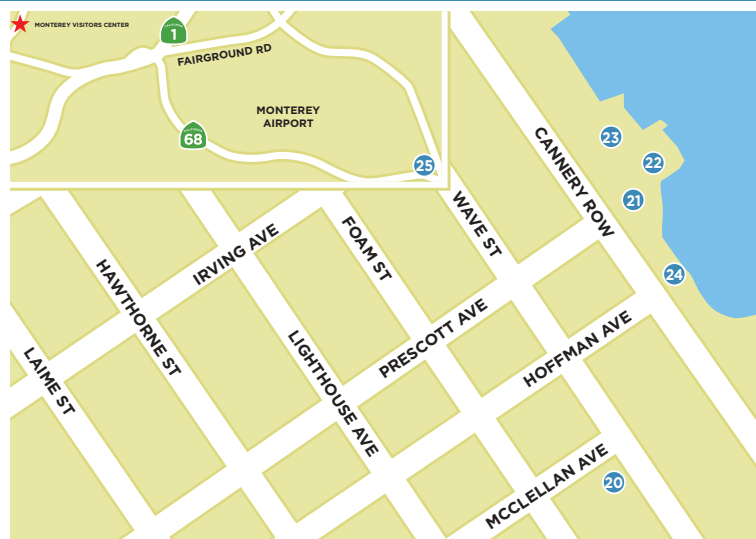 MONTEREY VISITORS CENTER
1
FAIRGROUND RD
MONTEREY
AIRPORT
68
25
CANNERY ROW
23
22
21
24
WAVE ST
FOAM ST
IRVING AVE
HAWTHORNE ST
LAIME ST
LIGHTHOUSE AVE
PRESCOTT AVE
HOFFMAN AVE
MCCLELLAN AVE
20